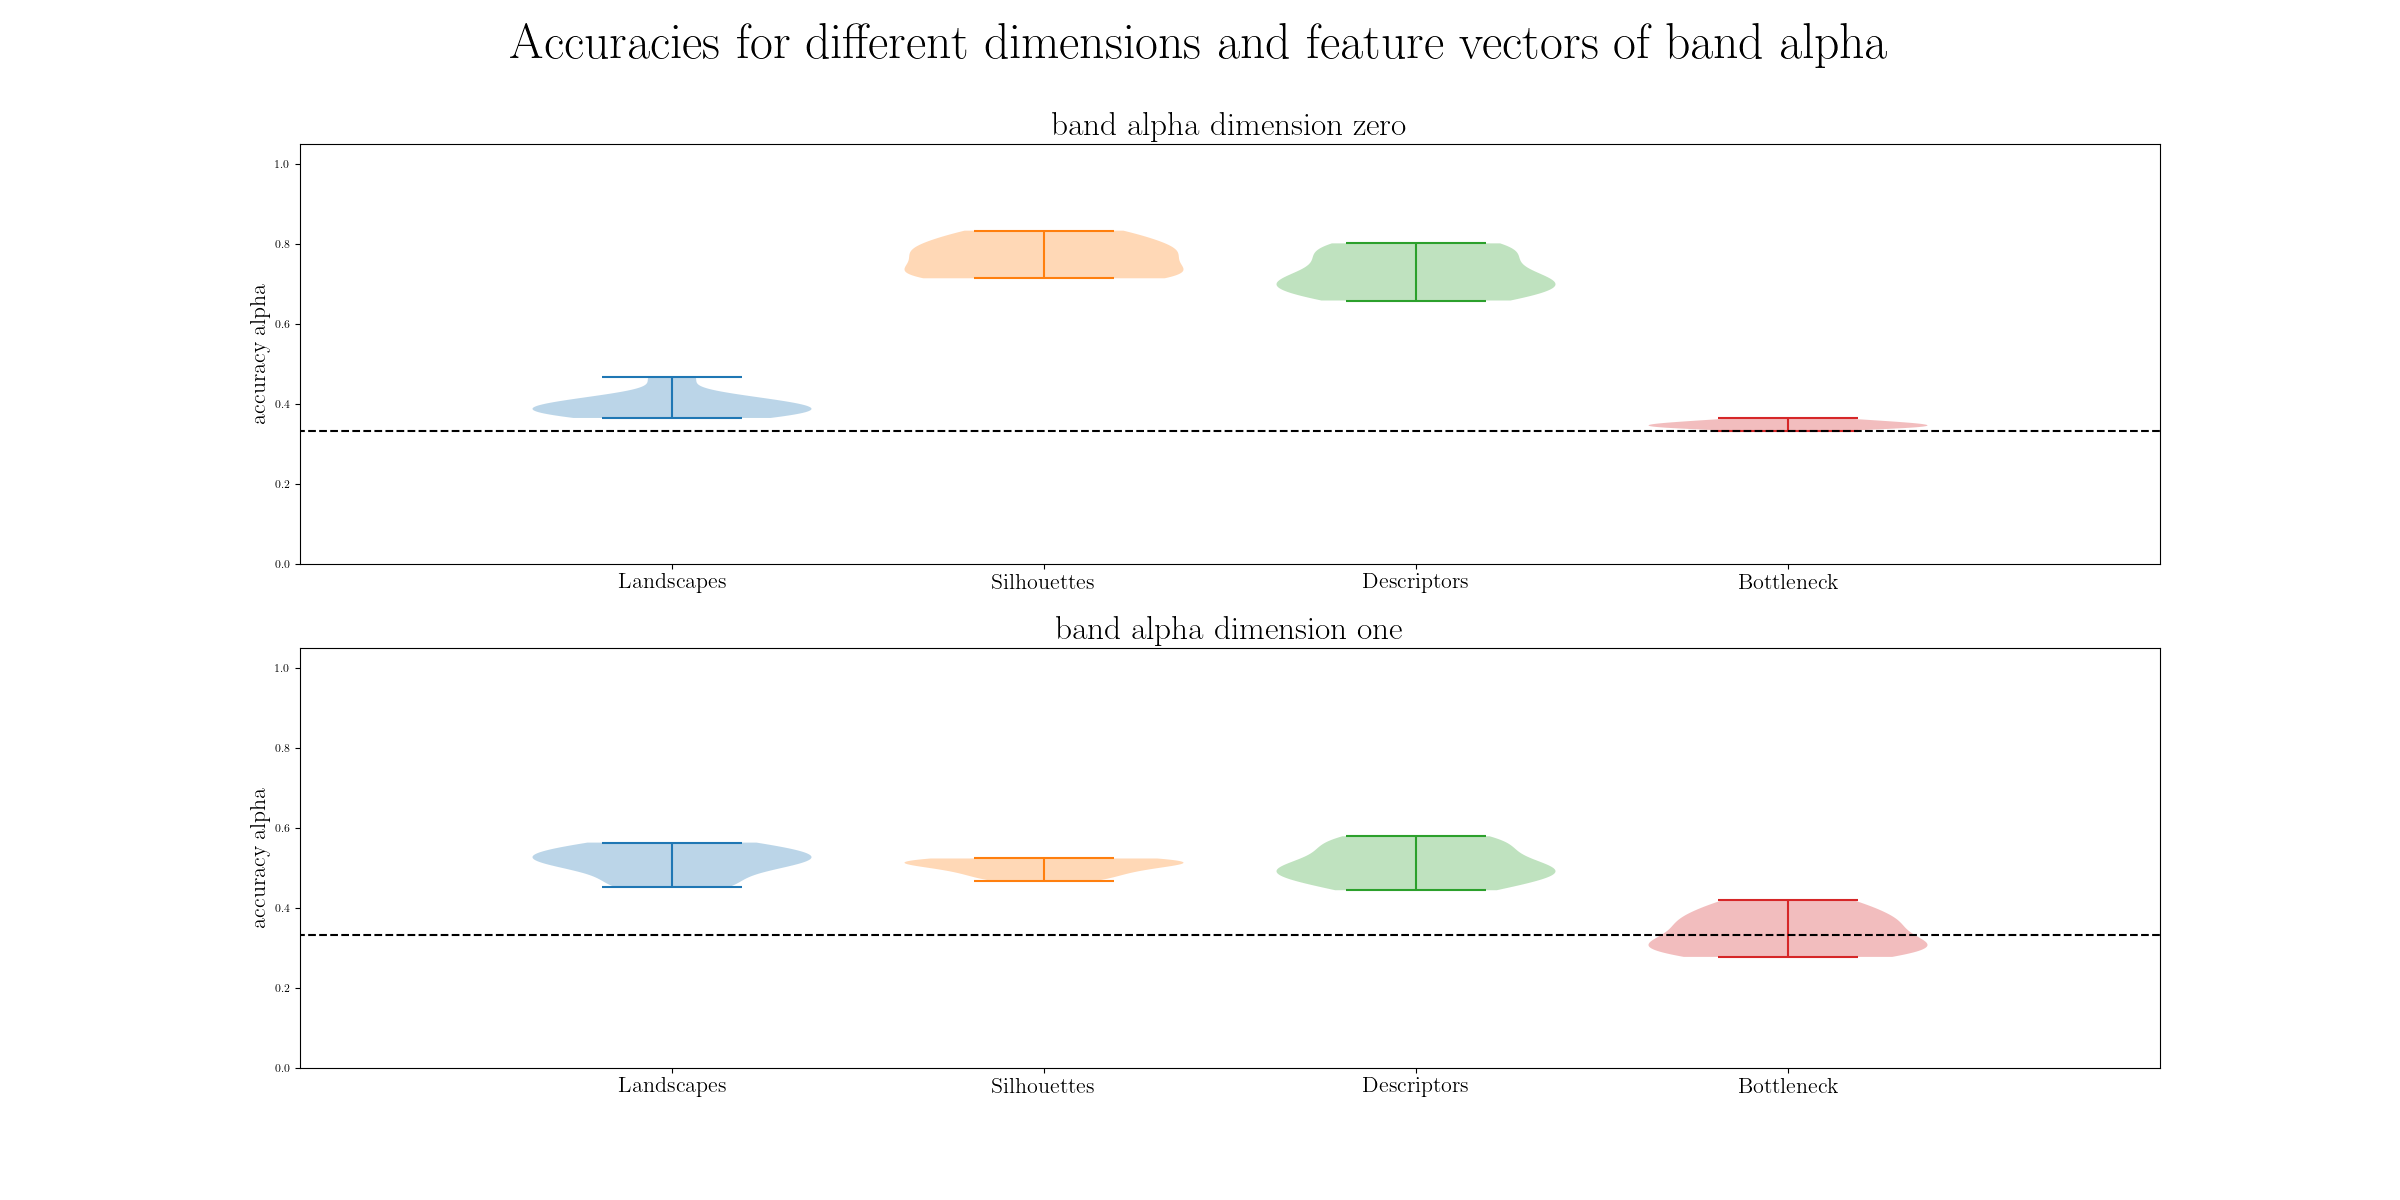 Accuracies for different dimensions and feature vectors of band alpha
band alpha dimension zero
accuracy alpha
1.0
0.8
0.6
0.4
0.2
0.0
Landscapes Silhouettes Descriptors Bottleneck
band alpha dimension one
accuracy alpha
1.0
0.8
0.6
0.4
0.2
0.0
Landscapes Silhouettes Descriptors Bottleneck